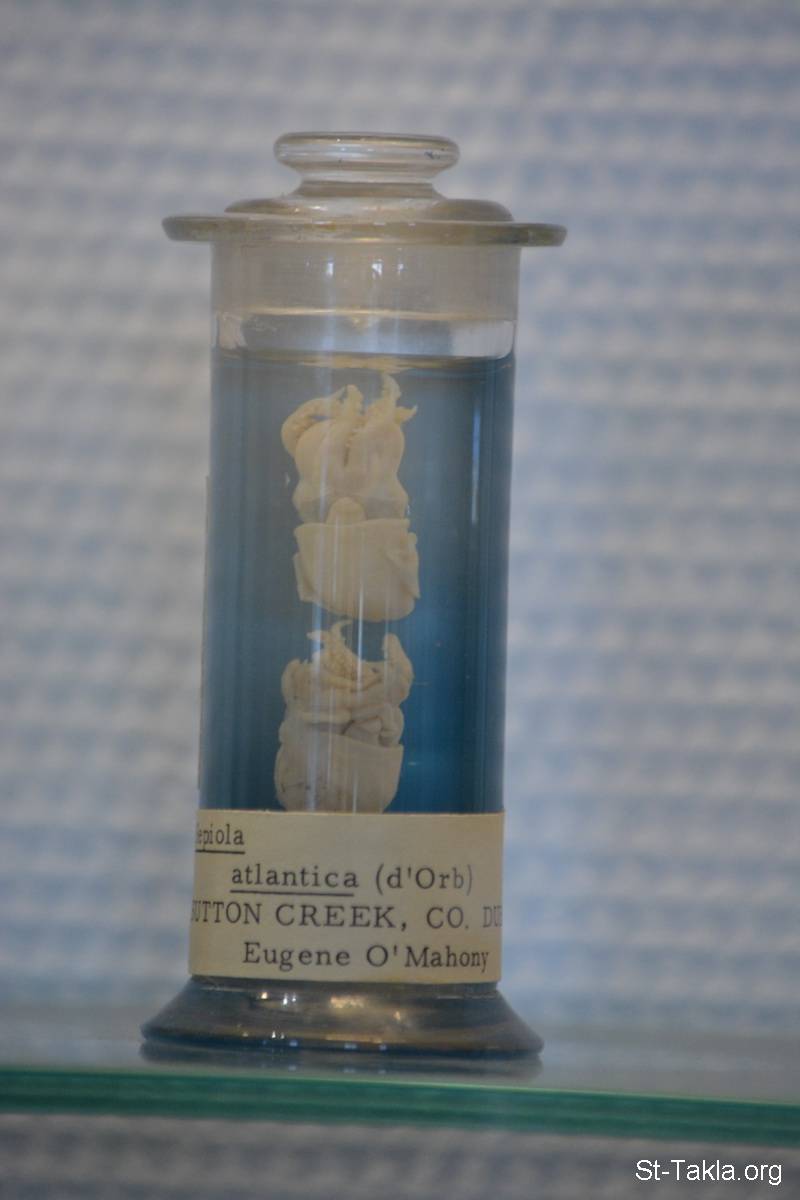 epiola
atlantica (d'Orb)
UTTON CREEK, CO. DU
Eugene O'Mahony
St-Takla.org